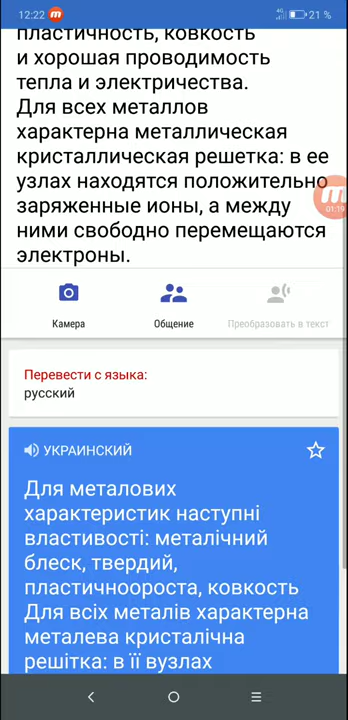 12:22
4G
21 %
пластичность, ковкость
и хорошая проводимость
тепла и электричества.
Для всех металлов
характерна металлическая
кристаллическая решетка: в ее
узлах находятся положительно
заряженные ионы, а между
ними свободно перемещаются
электроны.
01:19
Камера
Общение
Преобразовать в текст
Перевести с языка:
русский
УКРАИНСКИЙ
Для металових
характеристик наступні
властивості: металічний
блеск, твердий,
пластичноороста, ковкость
Для всіх металів характерна
металева кристалічна
решітка: в її вузлах